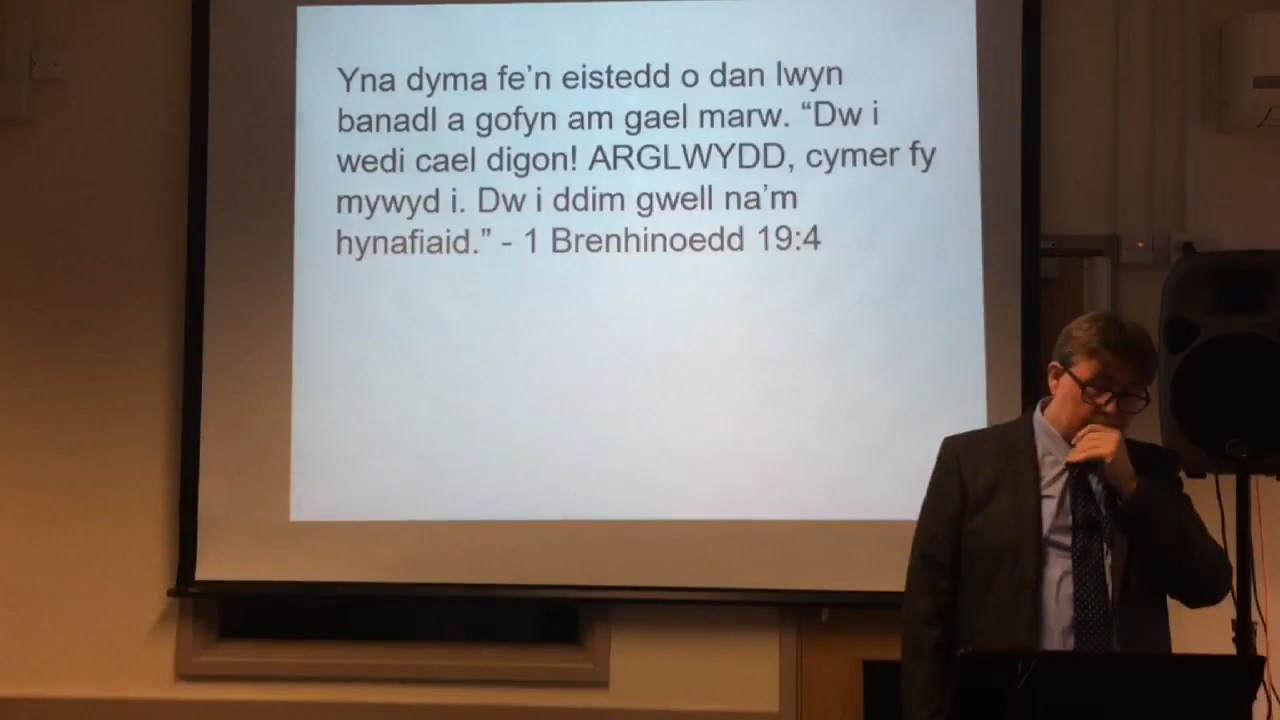 Yna dyma fe’n eistedd o dan lwyn
banadl a gofyn am gael marw. “Dw i
wedi cael digon! ARGLWYDD, cymer fy
mywyd i. Dw i ddim gwell na’m
hynafiaid.” - 1 Brenhinoedd 19:4